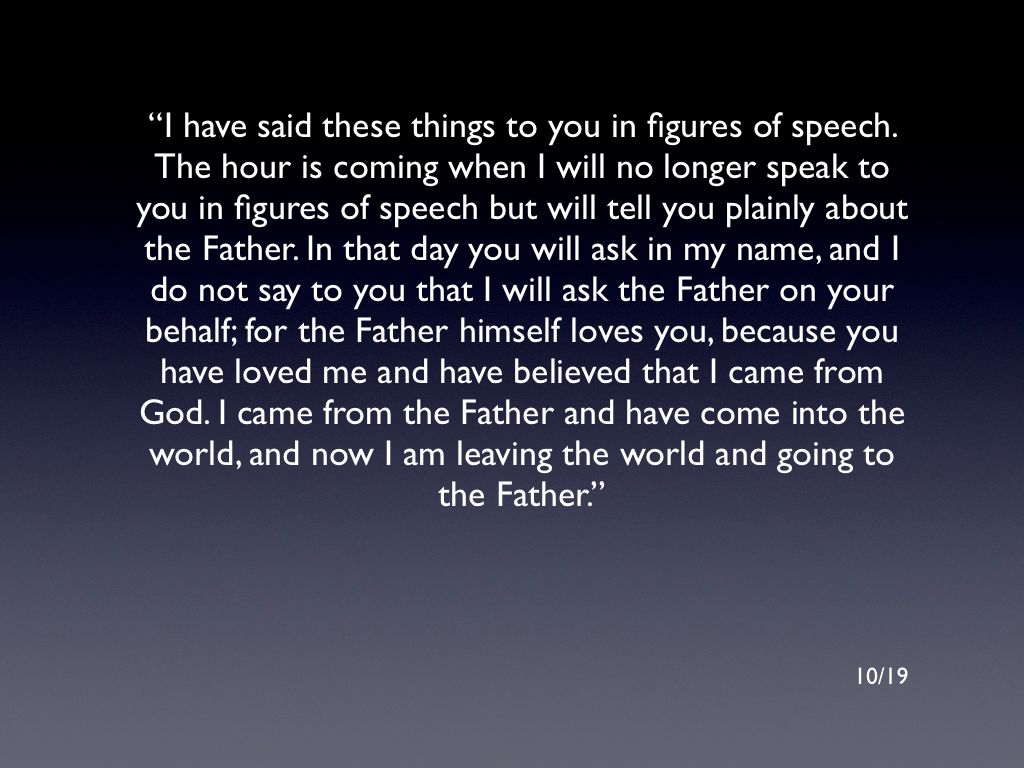 “I have said these things to you in figures of speech.
The hour is coming when I will no longer speak to
you in figures of speech but will tell you plainly about
the Father. In that day you will ask in my name, and I
do not say to you that I will ask the Father on your
behalf; for the Father himself loves you, because you
have loved me and have believed that I came from
God. I came from the Father and have come into the
world, and now I am leaving the world and going to
the Father.”
10/19